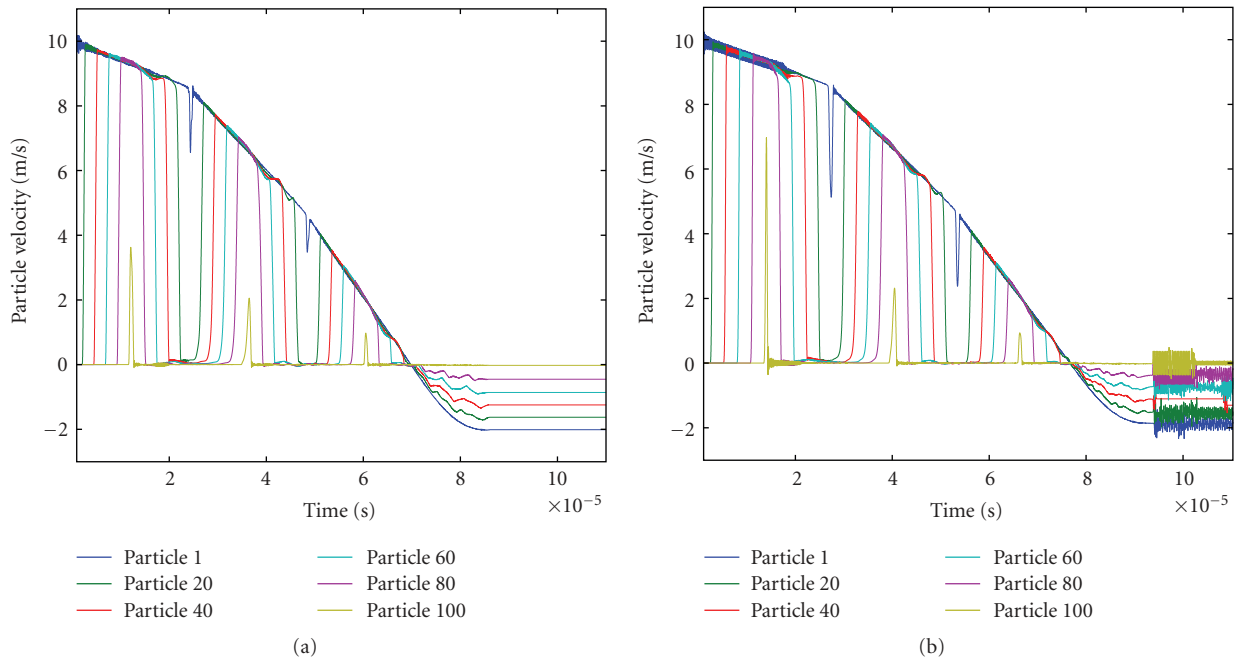 10
8
6
4
2
0
−2
Particle velocity (m/s)
2
4
6
8
10
×10−5
Time (s)
Particle 1
Particle 20
Particle 40
Particle 60
Particle 80
Particle 100
(a)
10
8
6
4
2
0
−2
Particle velocity (m/s)
2
4
6
8
10
×10−5
Time (s)
Particle 1
Particle 20
Particle 40
Particle 60
Particle 80
Particle 100
(b)